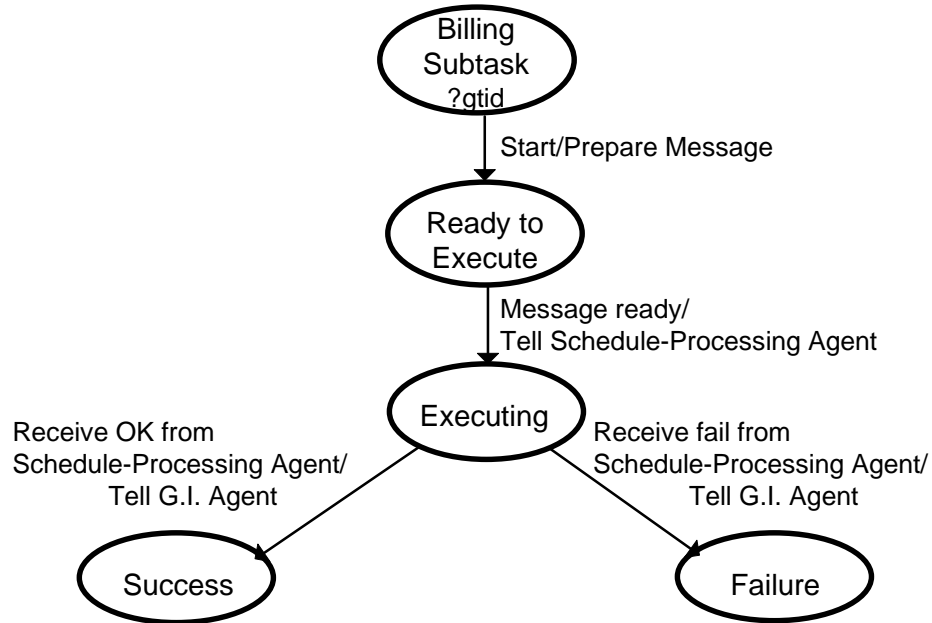 Billing
Subtask
?gtid
Start/Prepare Message
Ready to
Execute
Message ready/
Tell Schedule-Processing Agent
Executing
Receive OK from
Schedule-Processing Agent/
Tell G.I. Agent
Receive fail from
Schedule-Processing Agent/
Tell G.I. Agent
Success
Failure